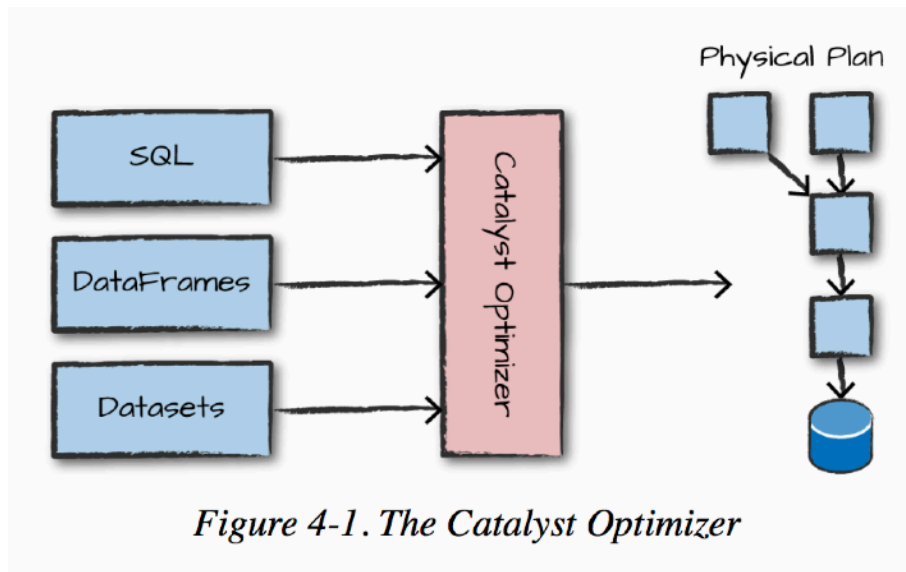 Physical Plan
SQL
DataFrames
Datasets
Catalyst Optimizer
Figure 4-1. The Catalyst Optimizer